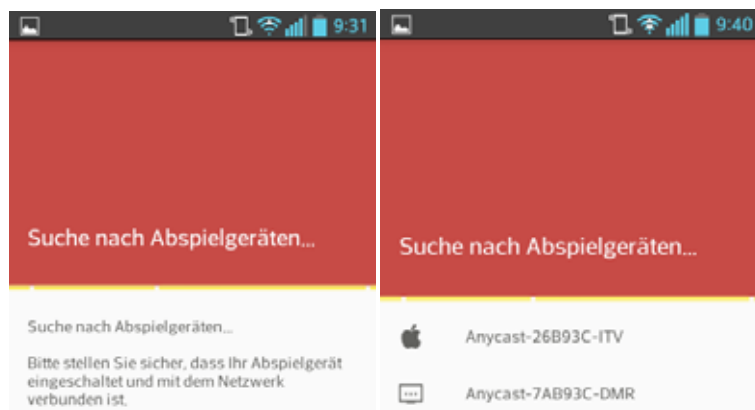 9:31
Suche nach Abspielgeräten...
Suche nach Abspielgeräten...
Bitte stellen Sie sicher, dass Ihr Abspielgerät
eingeschaltet und mit dem Netzwerk
verbunden ist.
9:40
Suche nach Abspielgeräten...
Anycast-26B93C-ITV
Anycast-7AB93C-DMR